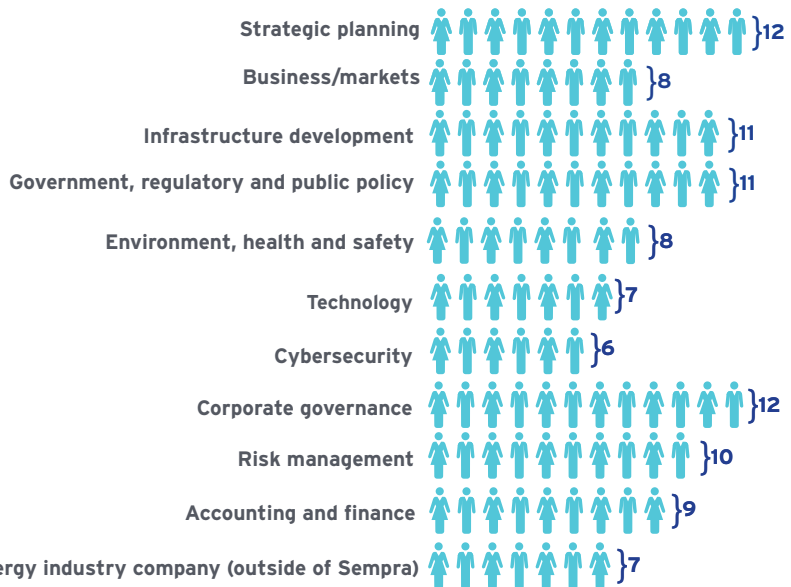 Strategic planning }12
Business/markets }8
Infrastructure development }11
Government, regulatory and public policy }11
Environment, health and safety }8
Technology }7
Cybersecurity }6
Corporate governance }12
Risk management }10
Accounting and finance }9
industry company (outside of Sempra) }7